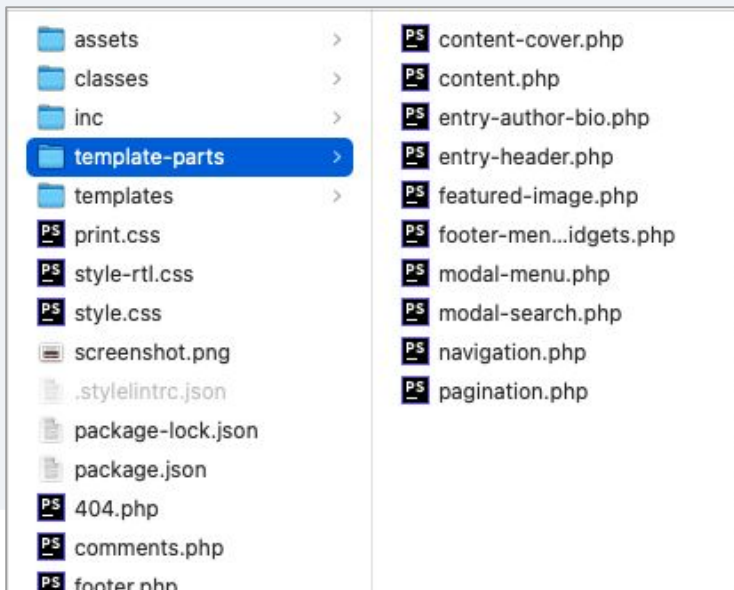 assets
classes
inc
template-parts
templates
print.css
style-rtl.css
style.css
screenshot.png
.stylelintrc.json
package-lock.json
package.json
404.php
comments.php
footer.php
content-cover.php
content.php
entry-author-bio.php
entry-header.php
featured-image.php
footer-men...idgets.php
modal-menu.php
modal-search.php
navigation.php
pagination.php